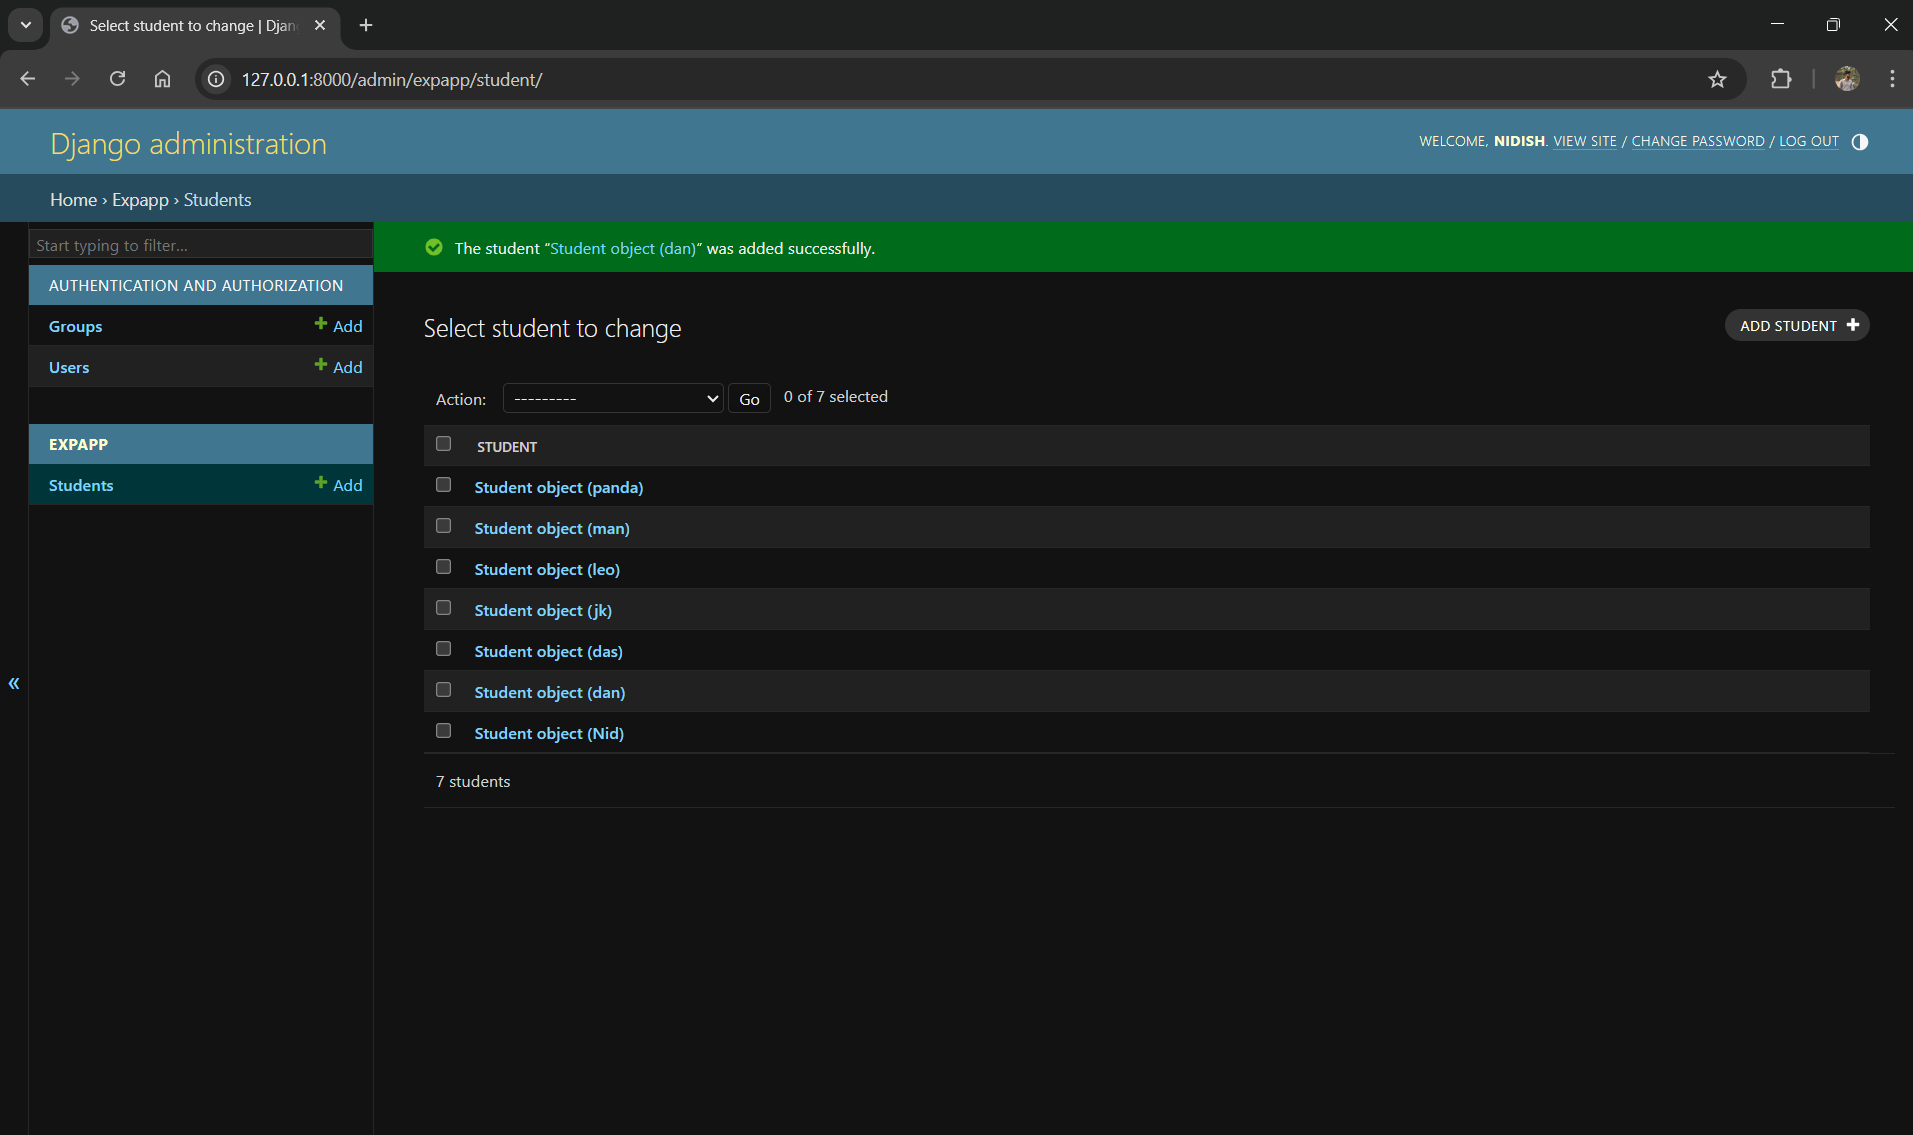 Select student to change | Djan
127.0.0.1:8000/admin/expapp/student/
Django administration
WELCOME, NIDISH. VIEW SITE / CHANGE PASSWORD / LOG OUT
Home › Expapp › Students
Start typing to filter...
AUTHENTICATION AND AUTHORIZATION
Groups Add
Users Add
EXPAPP
Students Add
«
The student “Student object (dan)” was added successfully.
Select student to change
ADD STUDENT
Action: --------- Go 0 of 7 selected
STUDENT
Student object (panda)
Student object (man)
Student object (leo)
Student object (jk)
Student object (das)
Student object (dan)
Student object (Nid)
7 students